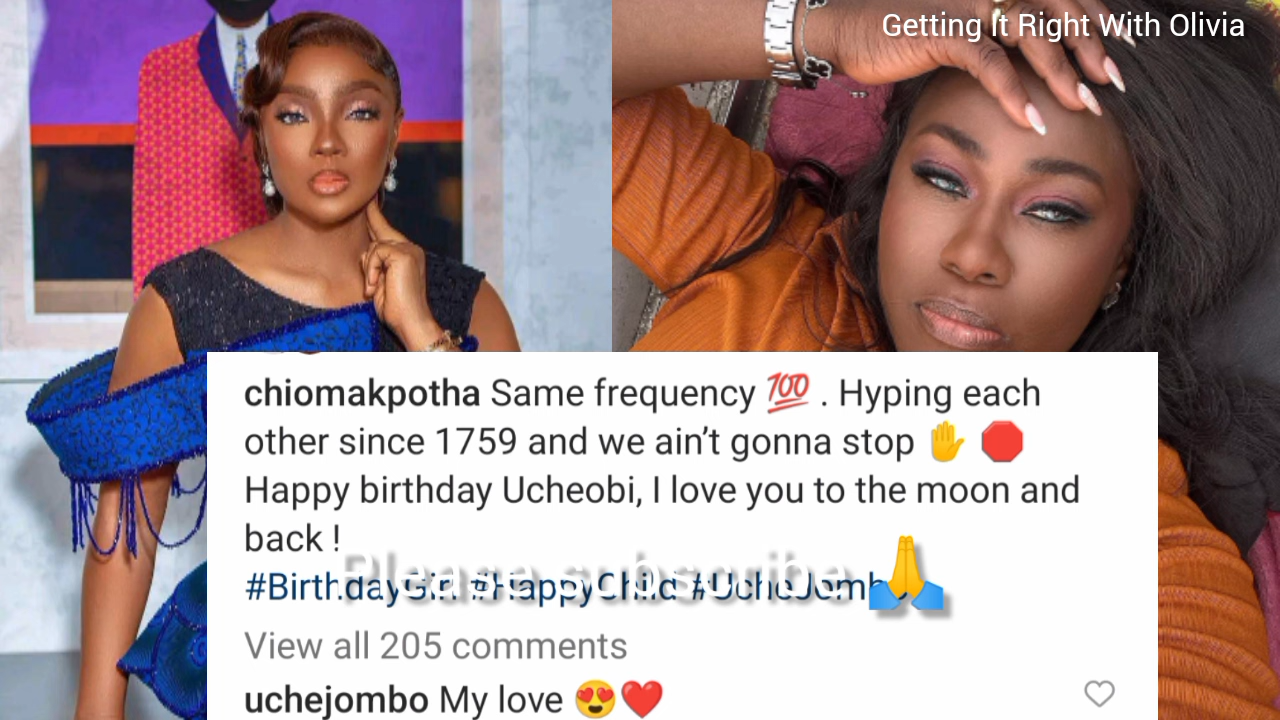 Getting It Right With Olivia
chiomakpotha Same frequency 💯 . Hyping each
other since 1759 and we ain’t gonna stop ✋ 🛑
Happy birthday Ucheobi, I love you to the moon and
back !
Please subscribe 🙏
#BirthdayGirl #HappyChild #UcheJombo
View all 205 comments
uchejombo My love 😍❤️